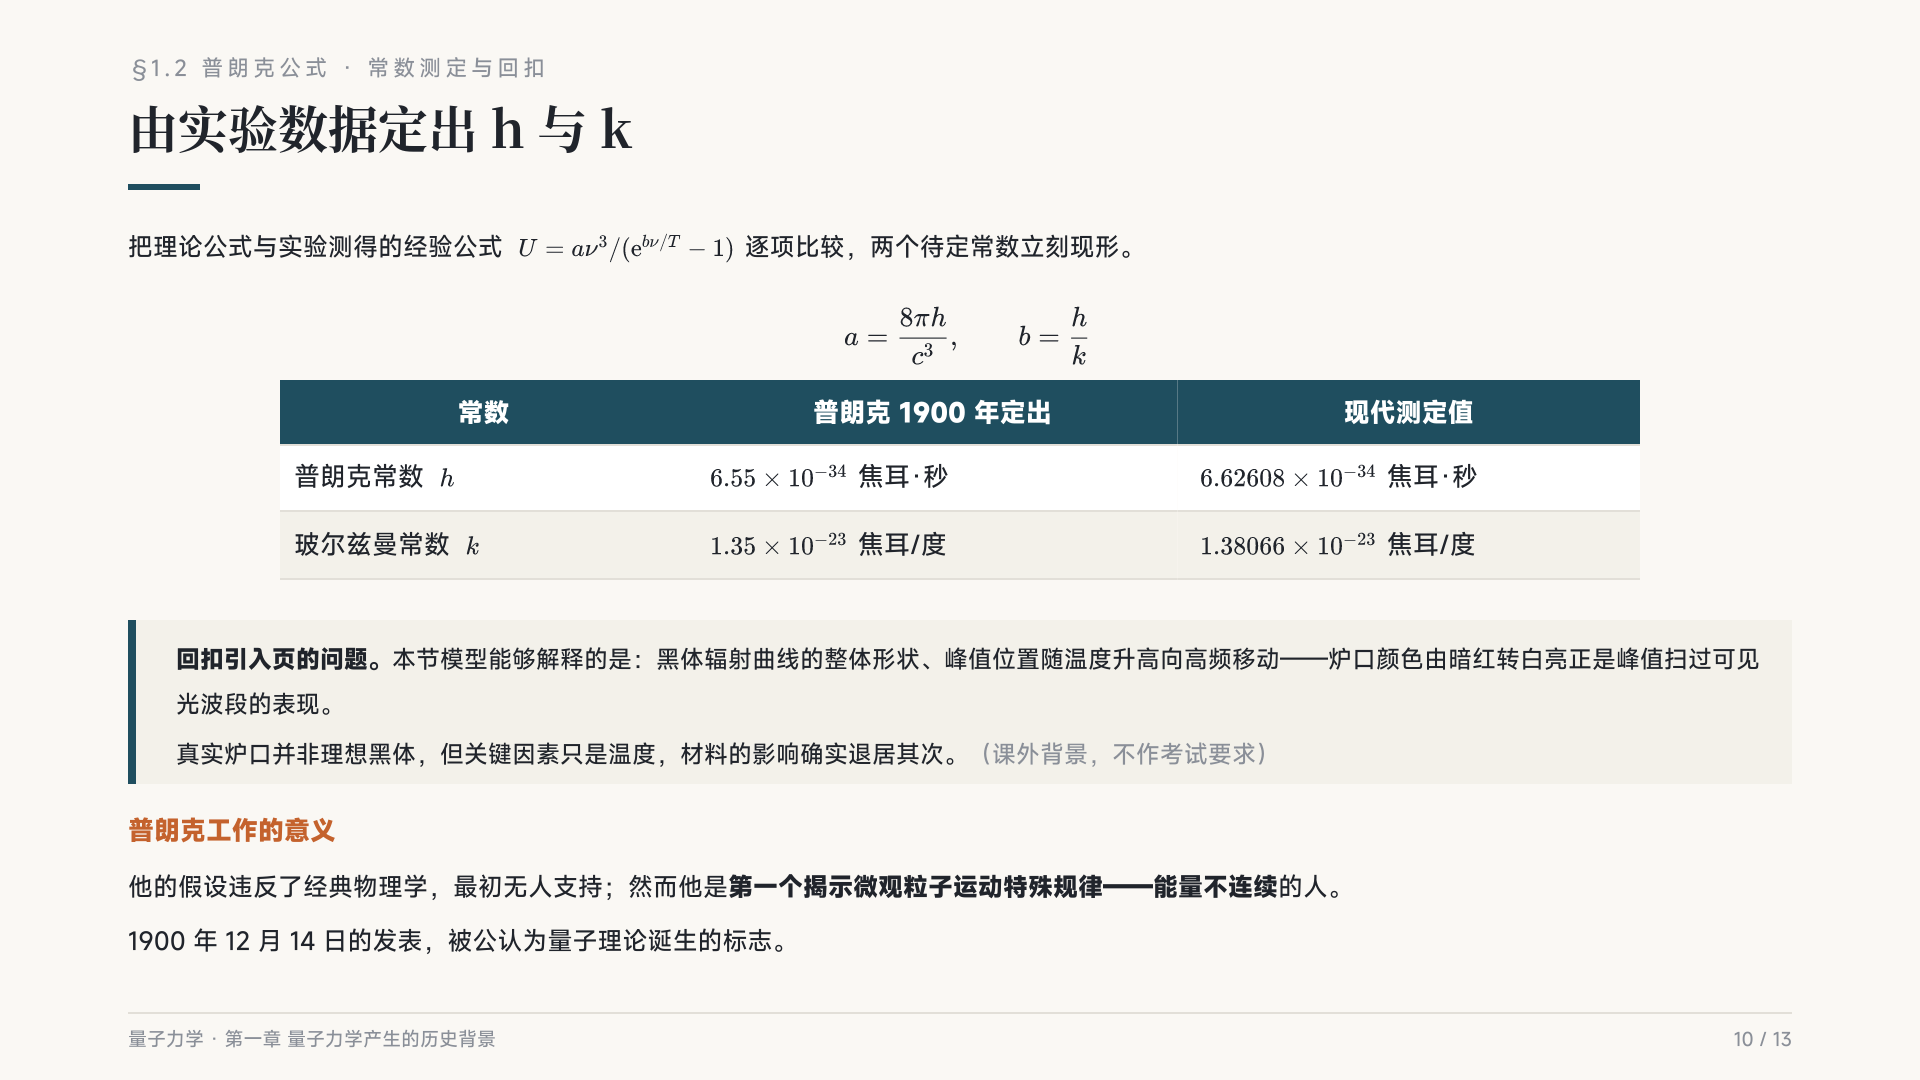 §1.2 普朗克公式 · 常数测定与回扣
由实验数据定出 h 与 k
把理论公式与实验测得的经验公式 U = aν³/(e^{bν/T} − 1) 逐项比较，两个待定常数立刻现形。
a = 8πh/c³,  b = h/k
常数 普朗克 1900 年定出 现代测定值
普朗克常数 h 6.55 × 10⁻³⁴ 焦耳·秒 6.62608 × 10⁻³⁴ 焦耳·秒
玻尔兹曼常数 k 1.35 × 10⁻²³ 焦耳/度 1.38066 × 10⁻²³ 焦耳/度
回扣引入页的问题。本节模型能够解释的是：黑体辐射曲线的整体形状、峰值位置随温度升高向高频移动——炉口颜色由暗红转白亮正是峰值扫过可见
光波段的表现。
真实炉口并非理想黑体，但关键因素只是温度，材料的影响确实退居其次。（课外背景，不作考试要求）
普朗克工作的意义
他的假设违反了经典物理学，最初无人支持；然而他是第一个揭示微观粒子运动特殊规律——能量不连续的人。
1900 年 12 月 14 日的发表，被公认为量子理论诞生的标志。
量子力学 · 第一章 量子力学产生的历史背景
10 / 13